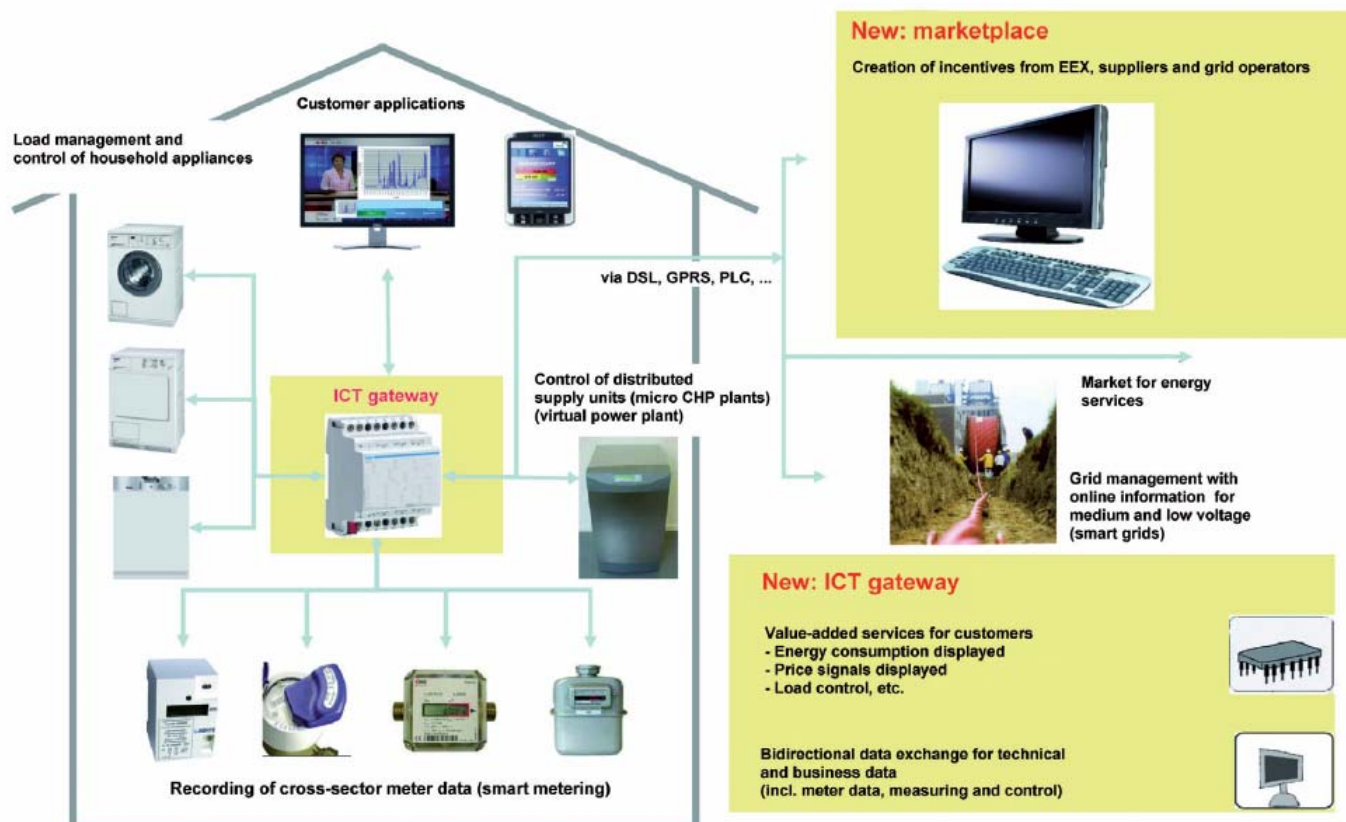 New: marketplace
Creation of incentives from EEX, suppliers and grid operators
Customer applications
Load management and
control of household appliances
via DSL, GPRS, PLC, ...
ICT gateway
Control of distributed
supply units (micro CHP plants)
(virtual power plant)
Market for energy
services
Grid management with
online information for
medium and low voltage
(smart grids)
New: ICT gateway
Value-added services for customers
- Energy consumption displayed
- Price signals displayed
- Load control, etc.
Bidirectional data exchange for technical
and business data
(incl. meter data, measuring and control)
Recording of cross-sector meter data (smart metering)